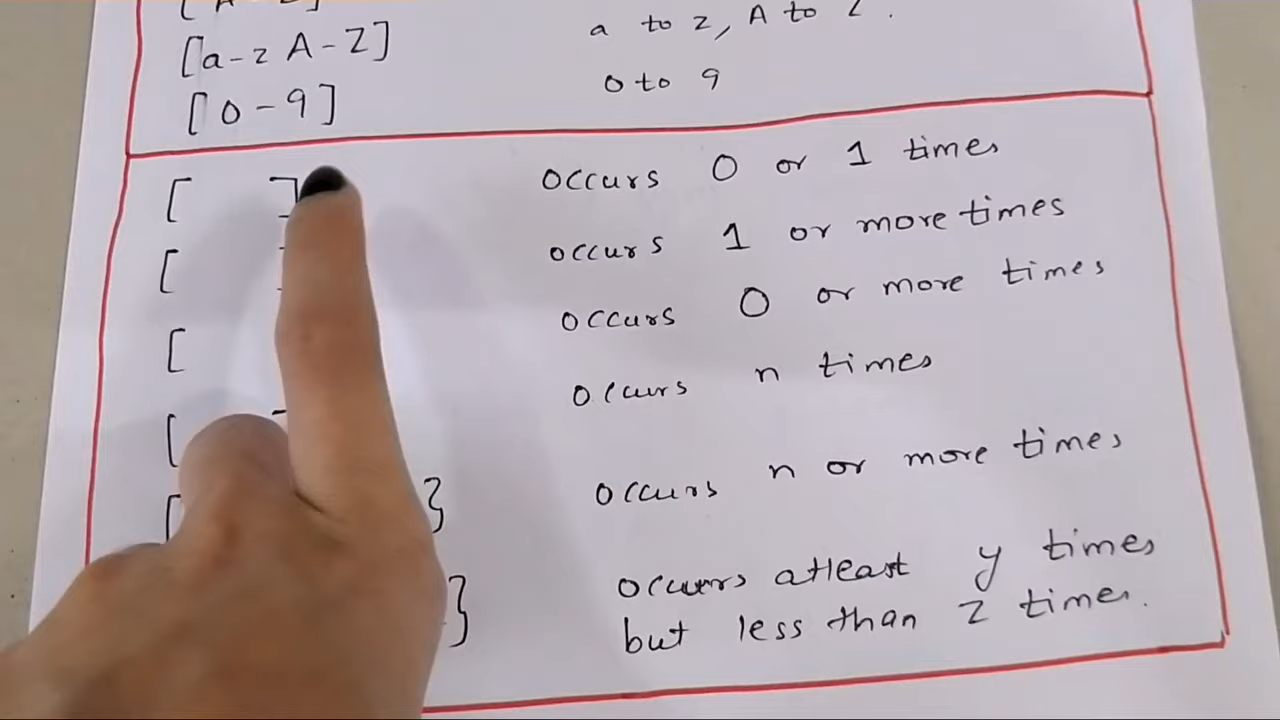 [A-Z]
[a-z A-Z] a to z, A to Z.
[0-9] 0 to 9
[ ] occurs 0 or 1 times
[ occurs 1 or more times
[ occurs 0 or more times
[ occurs n times
[ } occurs n or more times
} occurs atleast y times
but less than z times.